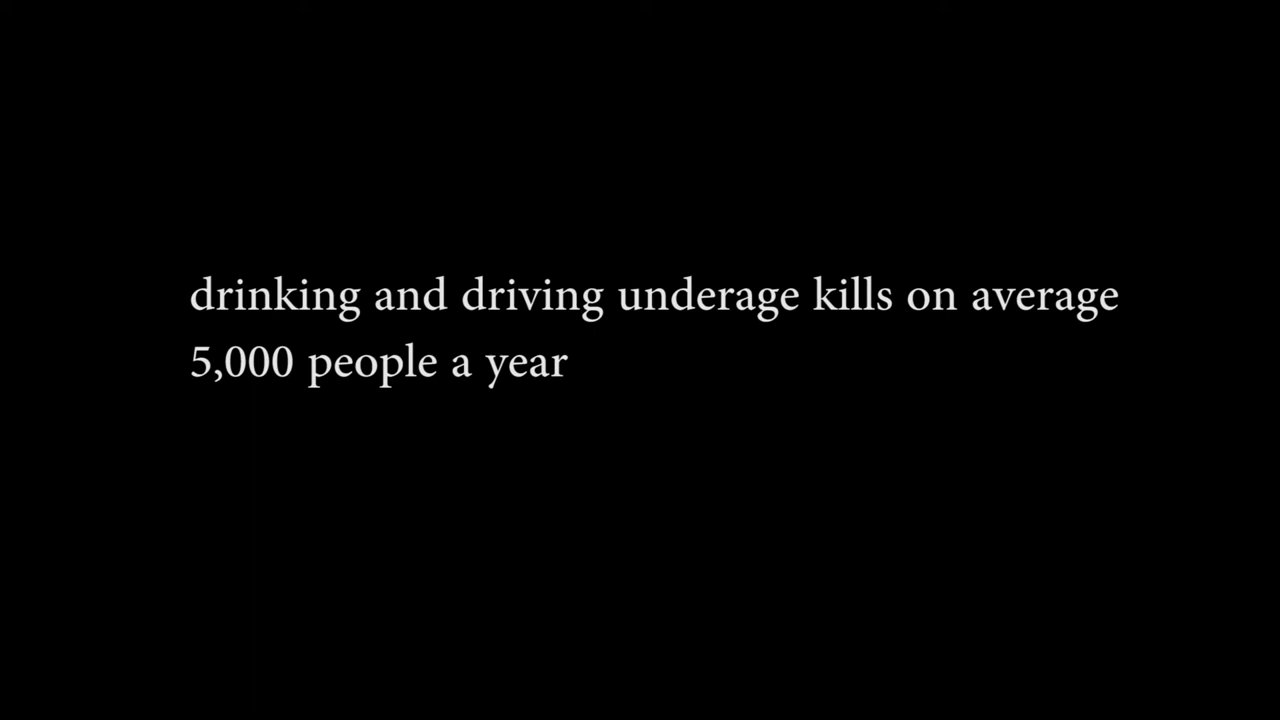 drinking and driving underage kills on average
5,000 people a year